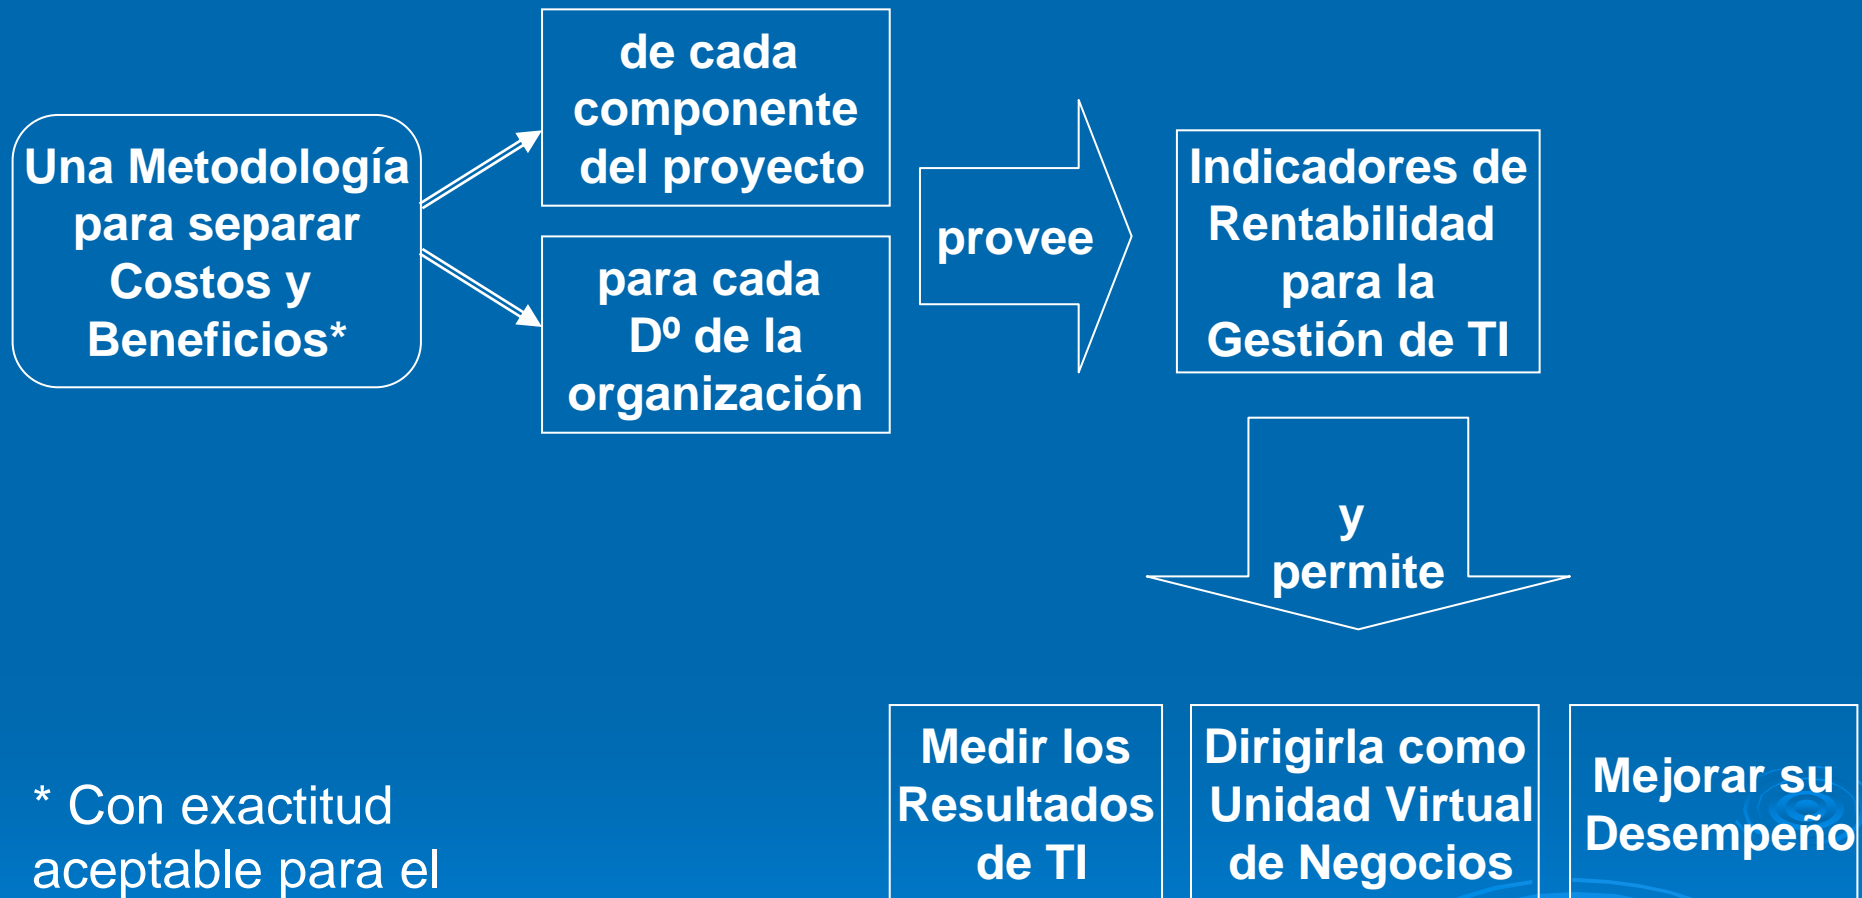 Una Metodología
para separar
Costos y
Beneficios*
de cada
componente
del proyecto
para cada
Dº de la
organización
provee
Indicadores de
Rentabilidad
para la
Gestión de TI
y
permite
Medir los
Resultados
de TI
Dirigirla como
Unidad Virtual
de Negocios
Mejorar su
Desempeño
* Con exactitud
aceptable para el